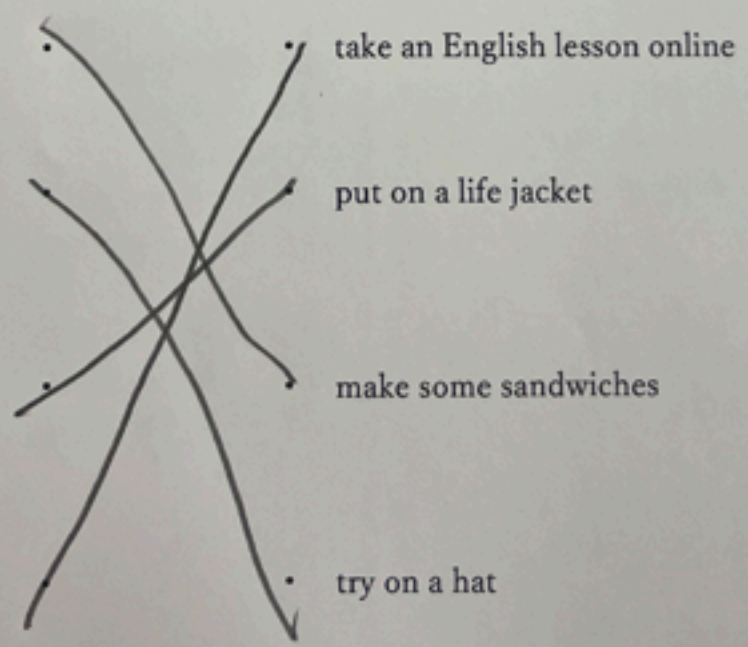 take an English lesson online
put on a life jacket
make some sandwiches
try on a hat